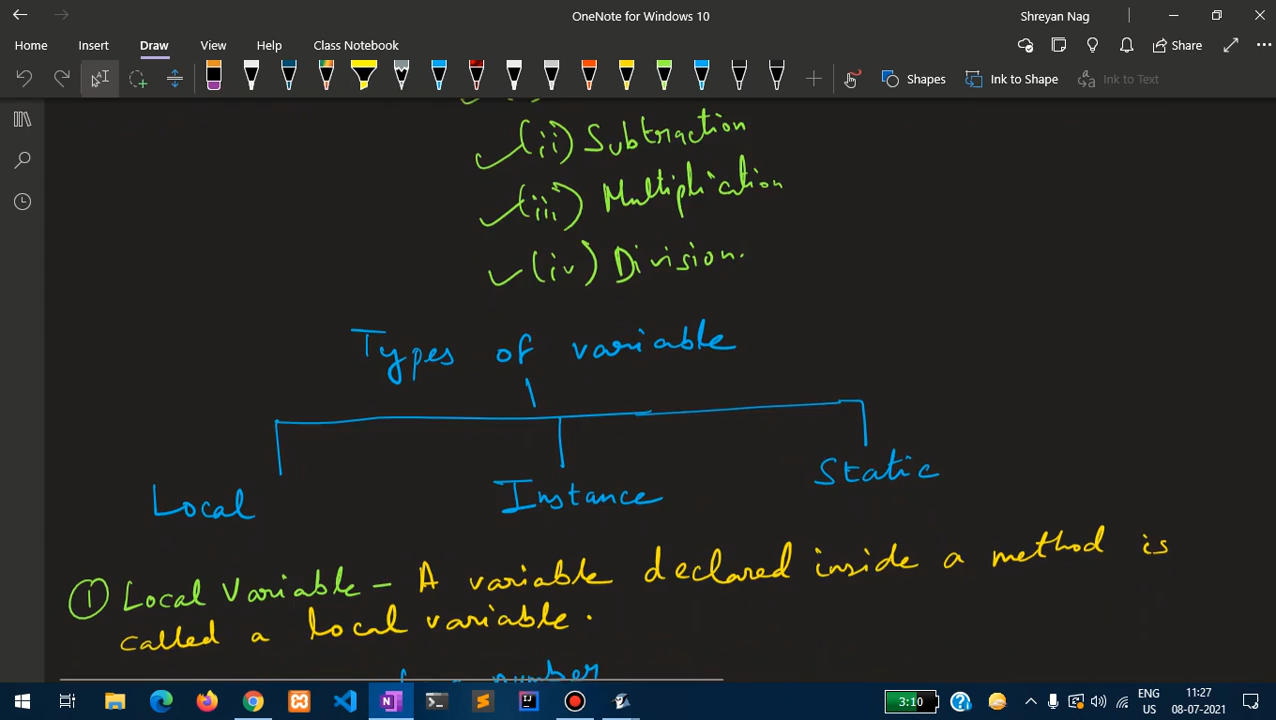 OneNote for Windows 10
Shreyan Nag
Home Insert Draw View Help Class Notebook
Share
Shapes Ink to Shape Ink to Text
(ii) Subtraction
(iii) Multiplication
(iv) Division.
Types of variable
Local Instance Static
① Local Variable - A variable declared inside a method is
called a local variable.
number
3:10
ENG
US
11:27
08-07-2021